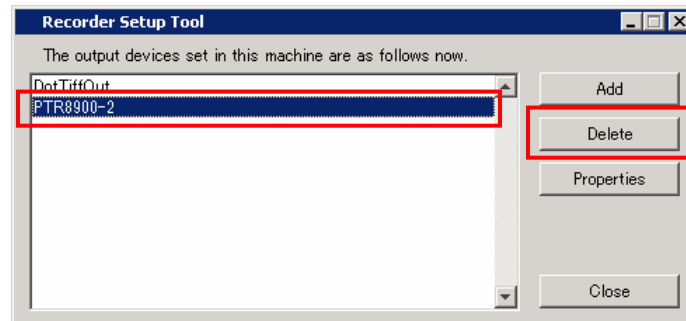 Recorder Setup Tool
The output devices set in this machine are as follows now.
DotTiffOut
PTR8900-2
Add
Delete
Properties
Close